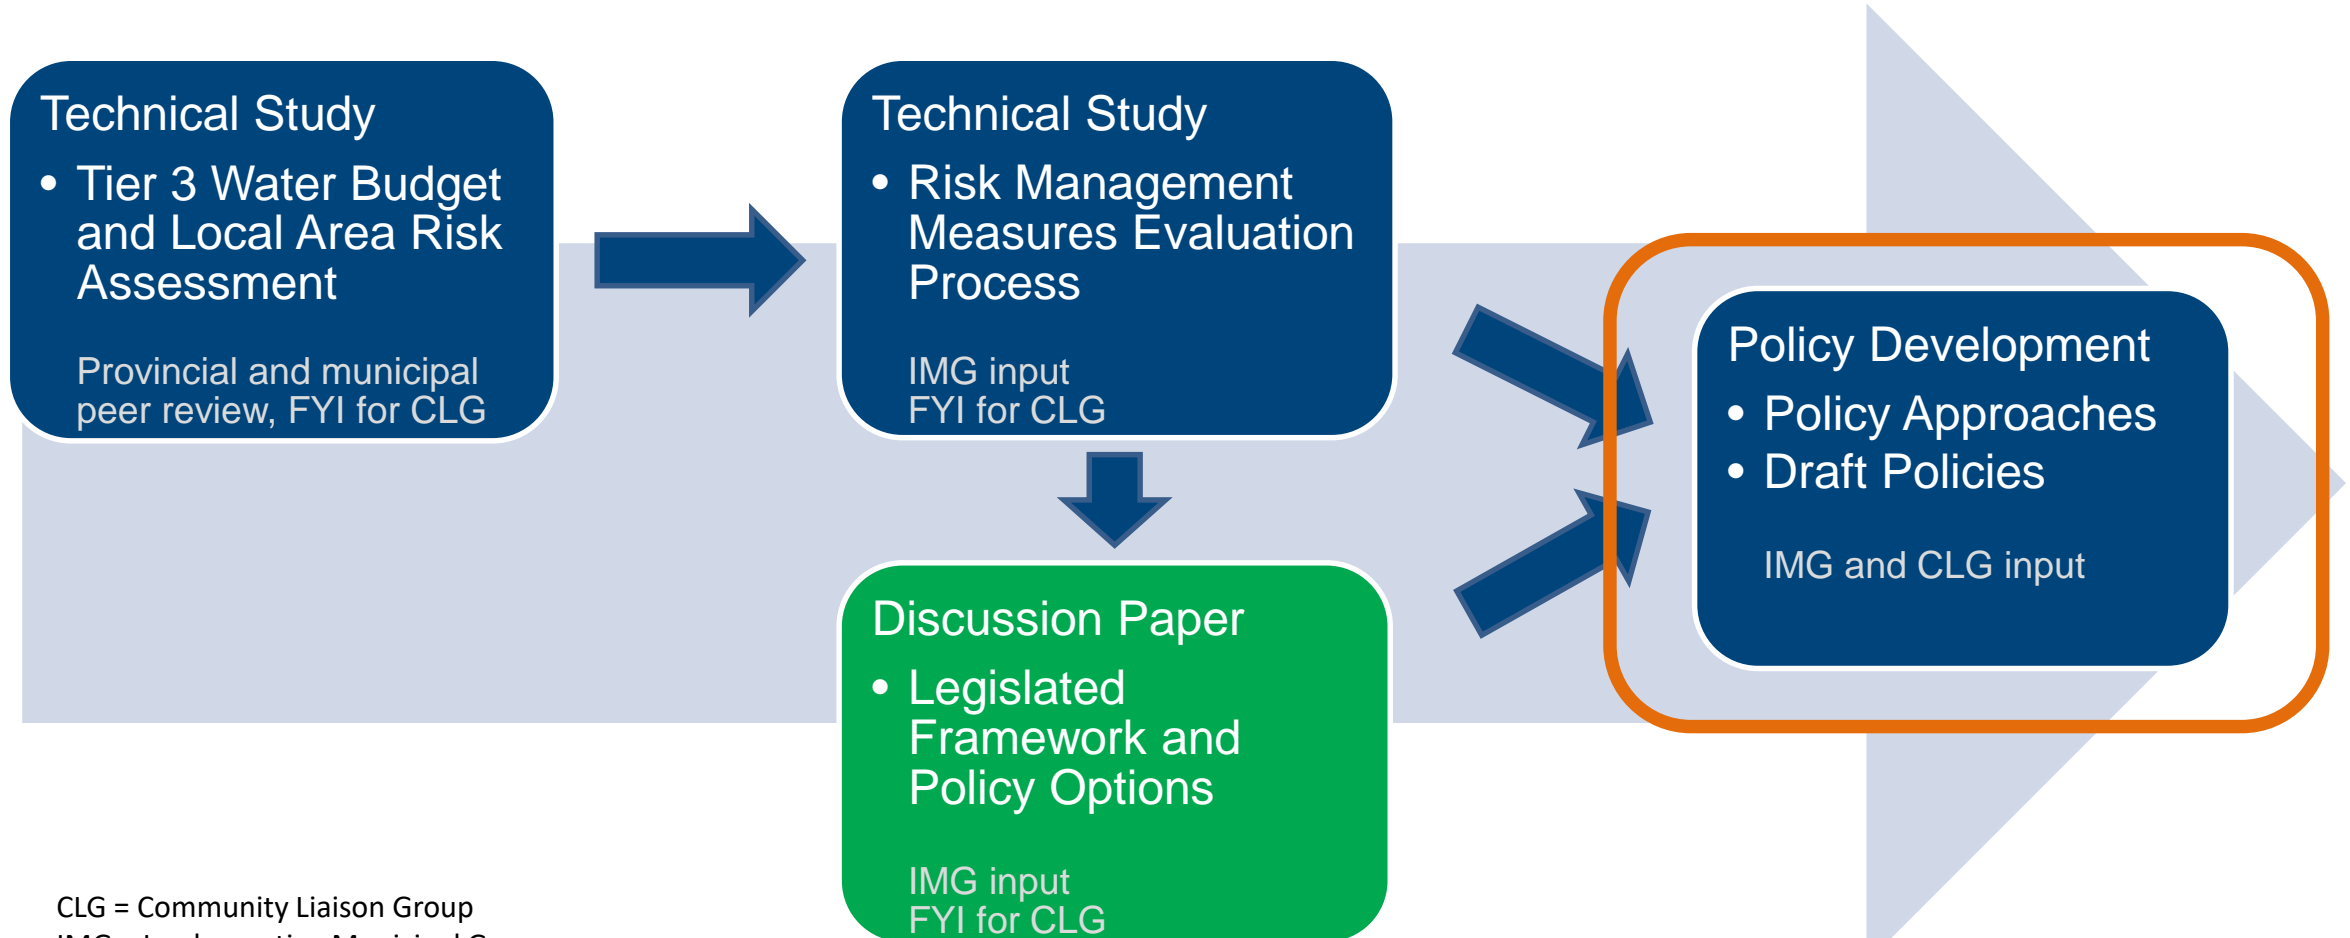 Technical Study
• Tier 3 Water Budget
and Local Area Risk
Assessment
Provincial and municipal
peer review, FYI for CLG
Technical Study
• Risk Management
Measures Evaluation
Process
IMG input
FYI for CLG
Discussion Paper
• Legislated
Framework and
Policy Options
IMG input
FYI for CLG
Policy Development
• Policy Approaches
• Draft Policies
IMG and CLG input
CLG = Community Liaison Group